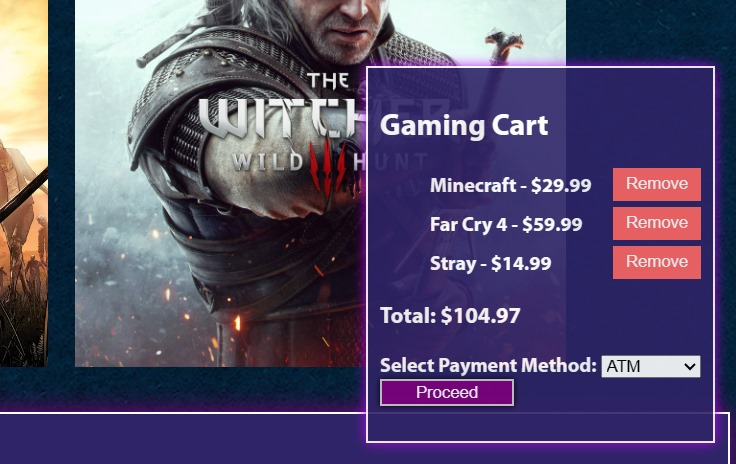 THE
WITCHER
WILD HUNT
Gaming Cart
Minecraft - $29.99 Remove
Far Cry 4 - $59.99 Remove
Stray - $14.99 Remove
Total: $104.97
Select Payment Method: ATM
Proceed